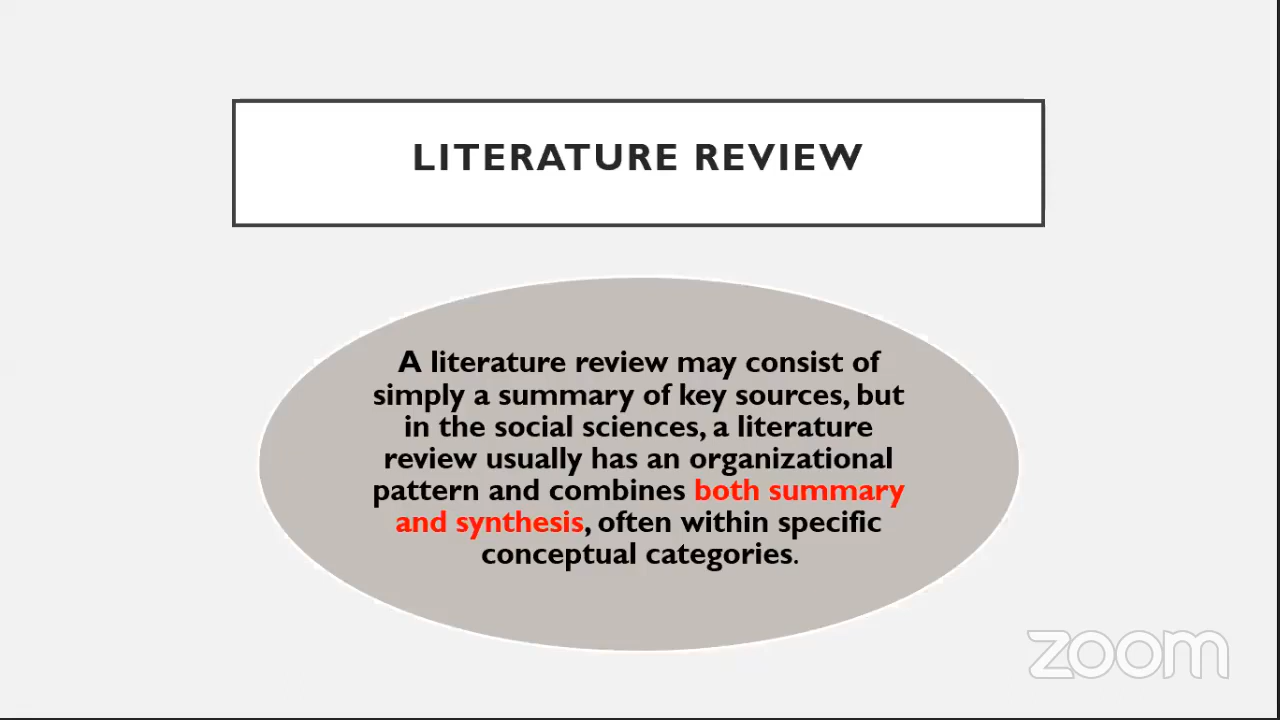 LITERATURE REVIEW
A literature review may consist of
simply a summary of key sources, but
in the social sciences, a literature
review usually has an organizational
pattern and combines both summary
and synthesis, often within specific
conceptual categories.
zoom